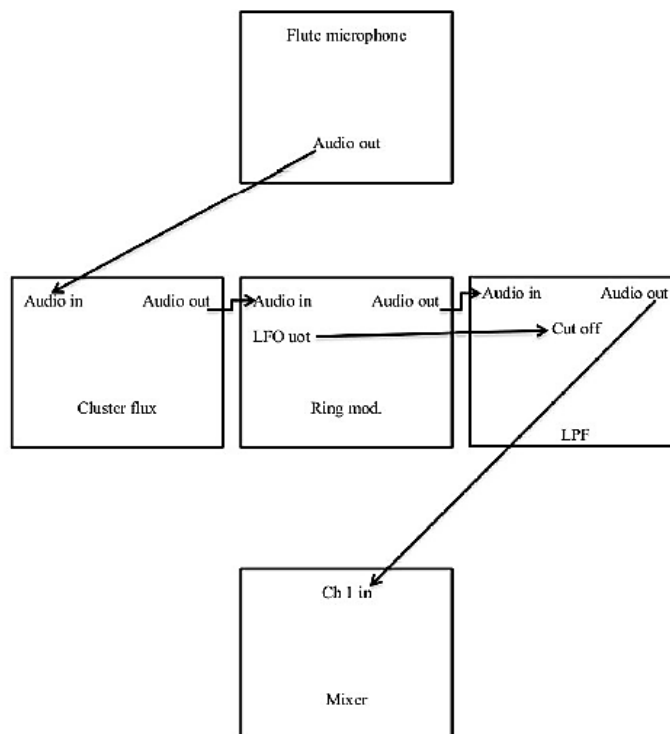 Flute microphone
Audio out
Audio in
Audio out
Audio in
Audio out
Audio in
Audio out
LFO uot
Cut off
Cluster flux
Ring mod.
LPF
Ch 1 in
Mixer